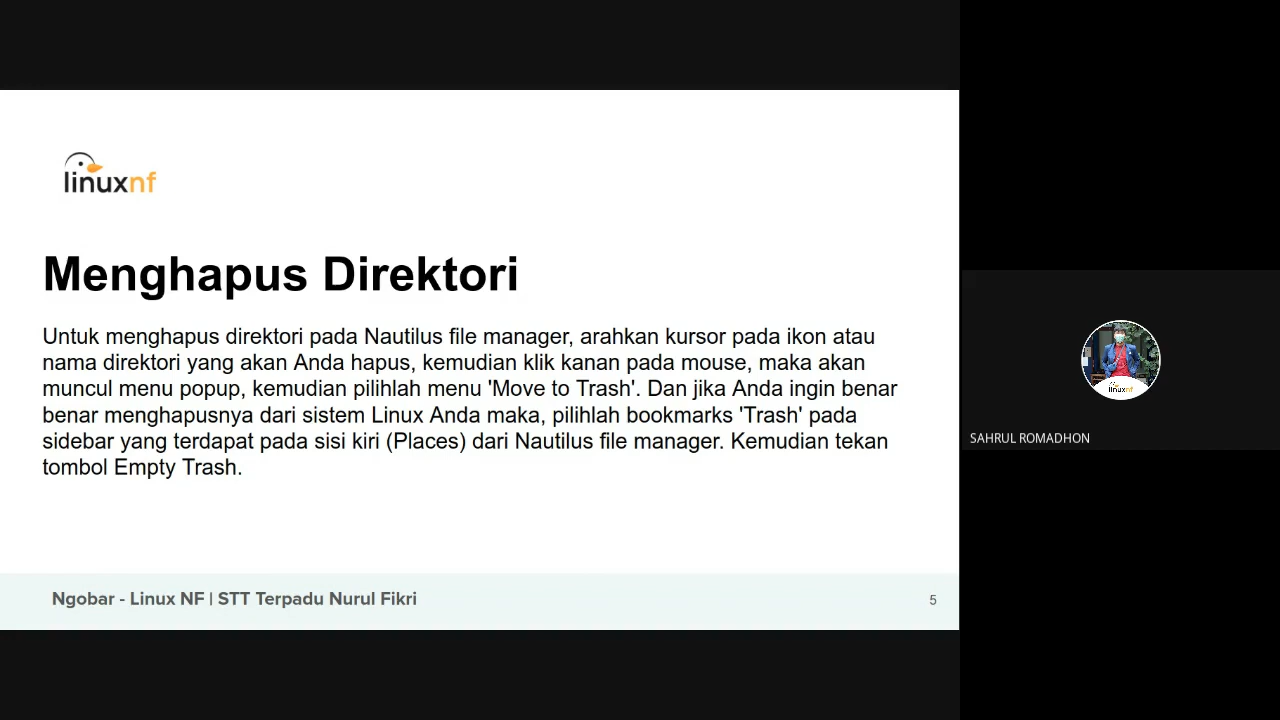 linuxnf
Menghapus Direktori
Untuk menghapus direktori pada Nautilus file manager, arahkan kursor pada ikon atau
nama direktori yang akan Anda hapus, kemudian klik kanan pada mouse, maka akan
muncul menu popup, kemudian pilihlah menu 'Move to Trash'. Dan jika Anda ingin benar
benar menghapusnya dari sistem Linux Anda maka, pilihlah bookmarks 'Trash' pada
sidebar yang terdapat pada sisi kiri (Places) dari Nautilus file manager. Kemudian tekan
tombol Empty Trash.
Ngobar - Linux NF | STT Terpadu Nurul Fikri
5
linuxnf
SAHRUL ROMADHON